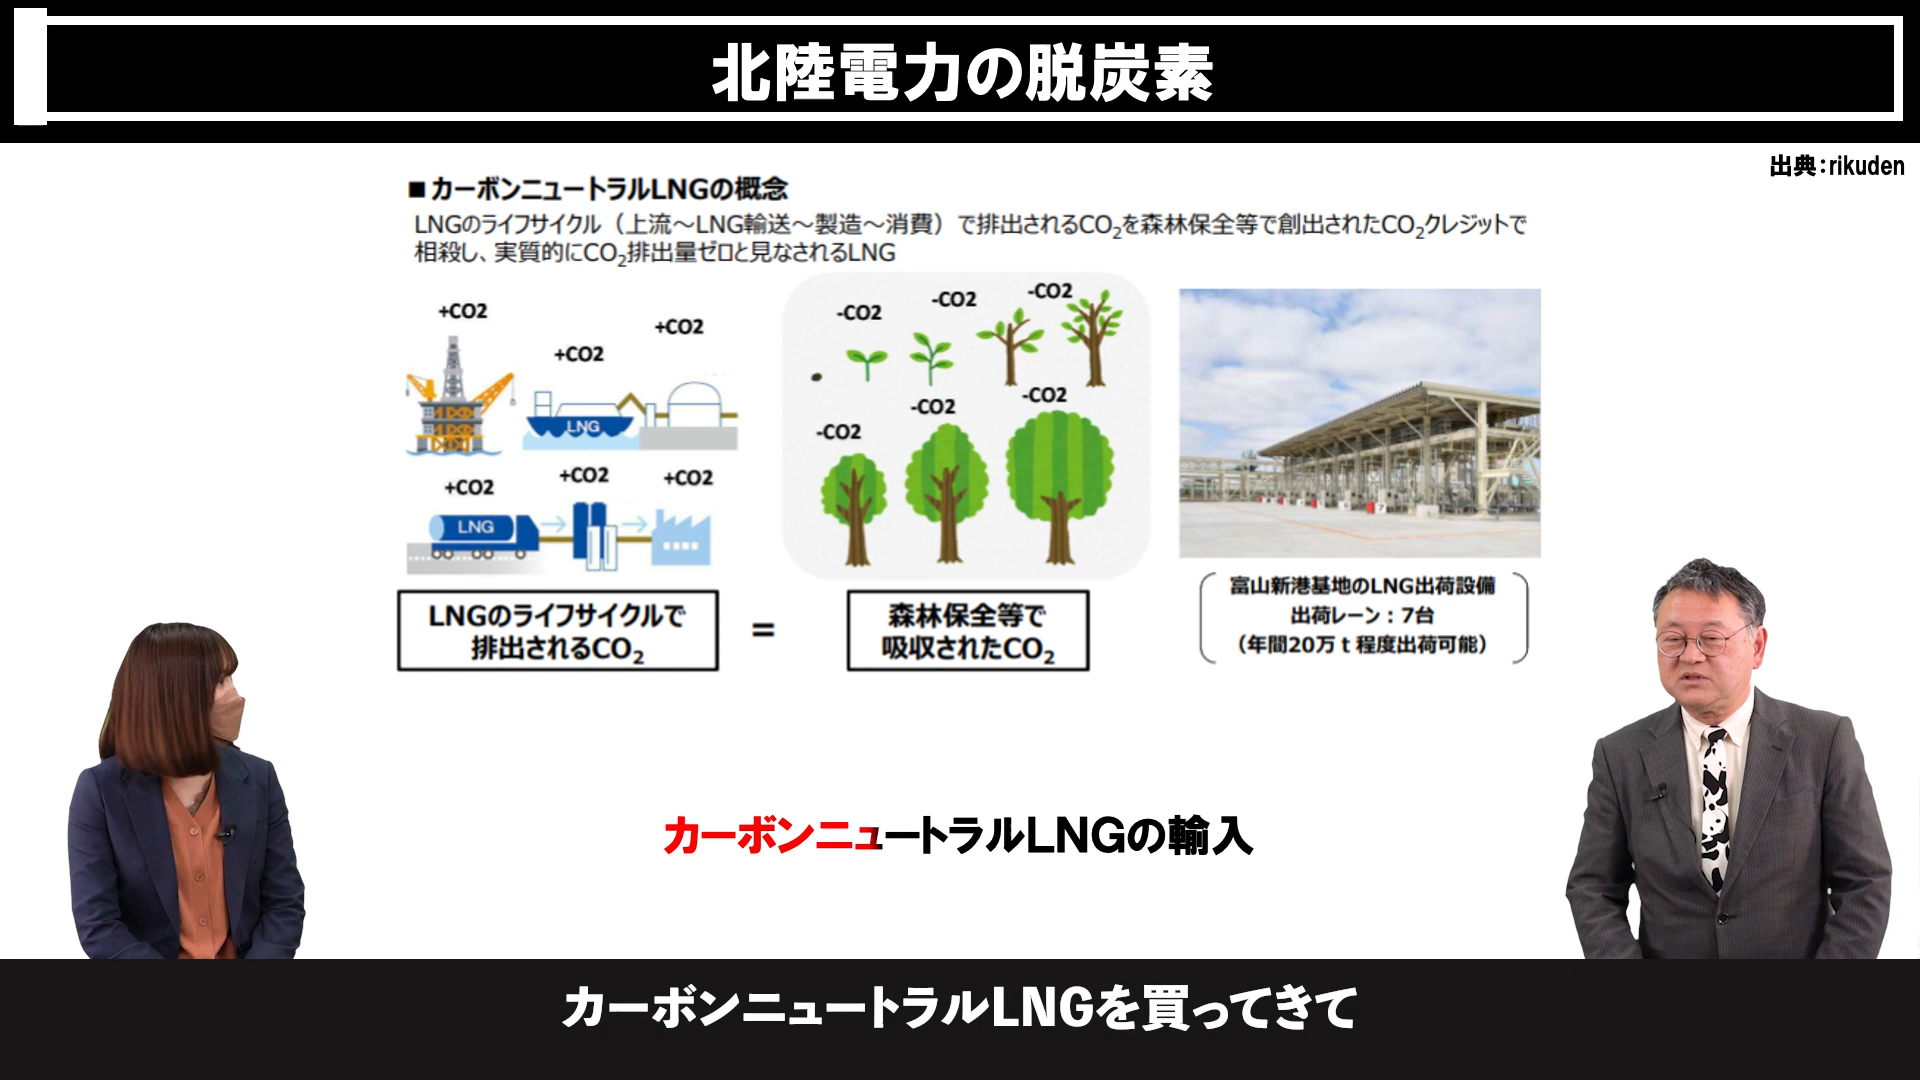 北陸電力の脱炭素
出典：rikuden
■カーボンニュートラルLNGの概念
LNGのライフサイクル（上流～LNG輸送～製造～消費）で排出されるCO2を森林保全等で創出されたCO2クレジットで
相殺し、実質的にCO2排出量ゼロと見なされるLNG
+CO2
+CO2
+CO2
LNG
+CO2
+CO2
+CO2
LNG
-CO2
-CO2
-CO2
-CO2
-CO2
-CO2
7
LNGのライフサイクルで
排出されるCO2
=
森林保全等で
吸収されたCO2
富山新港基地のLNG出荷設備
出荷レーン：7台
（年間20万ｔ程度出荷可能）
カーボンニュートラルLNGの輸入
カーボンニュートラルLNGを買ってきて